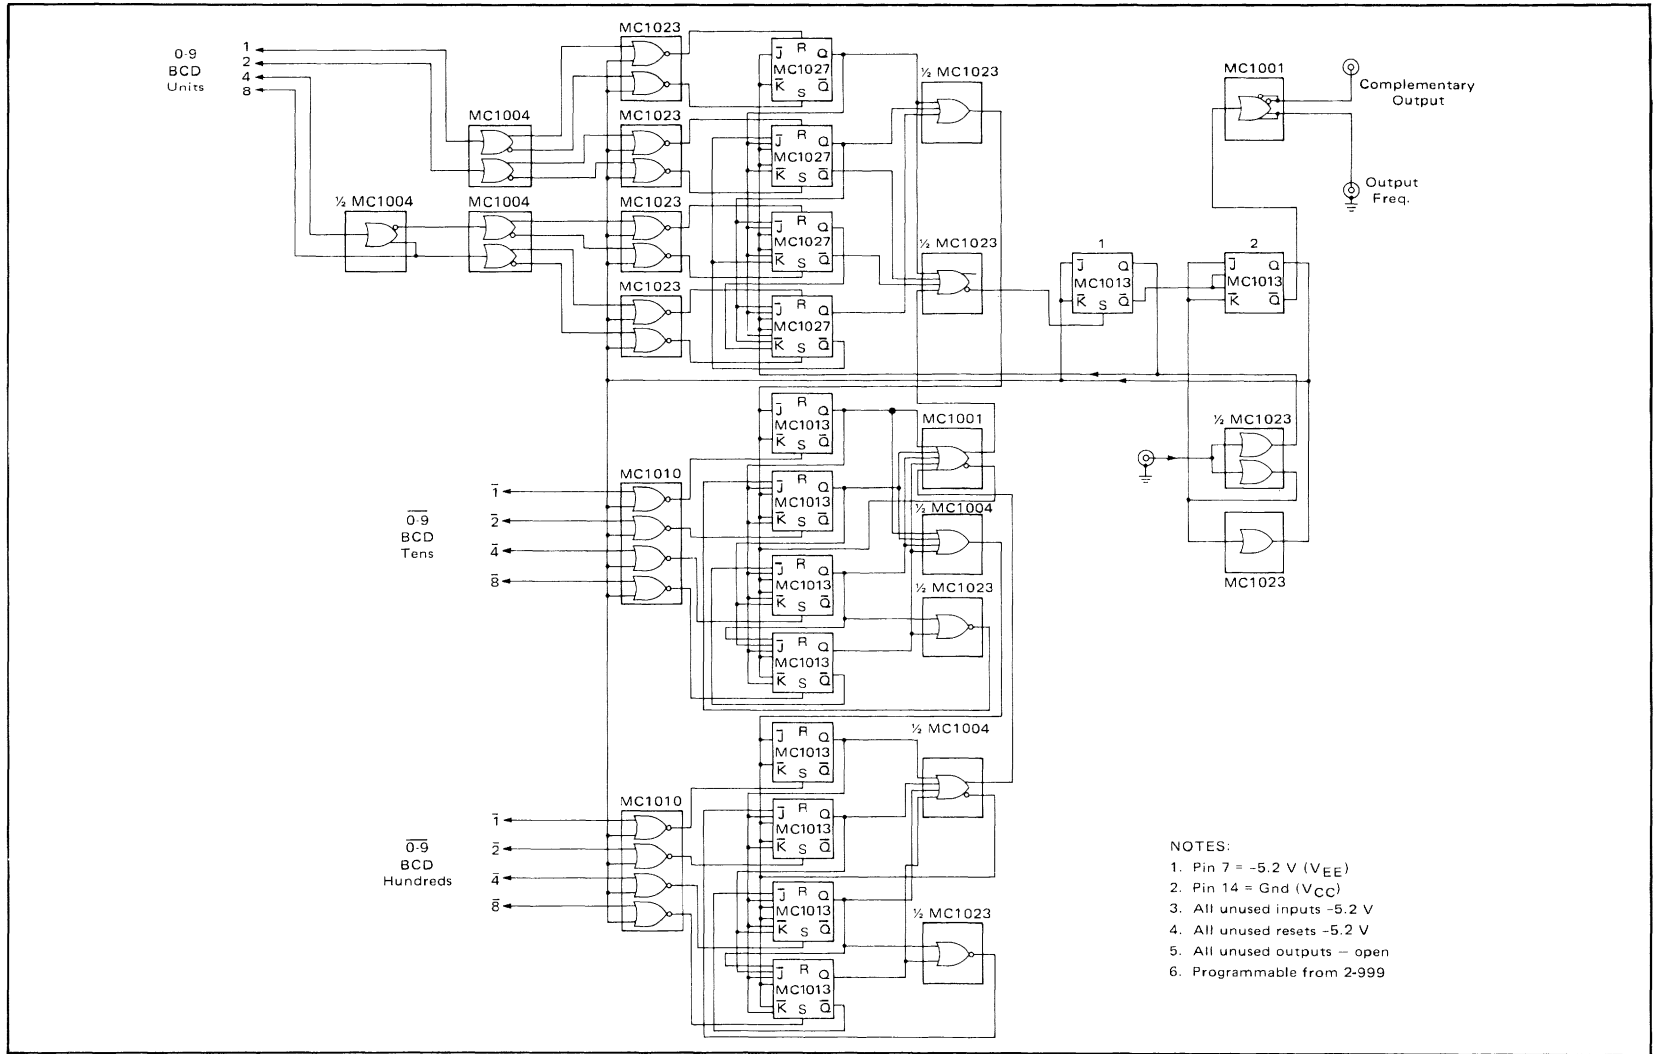 0-9
BCD
Units
1
2
4
8
½ MC1004
MC1004
MC1004
MC1023
MC1023
MC1023
MC1023
J̅ R Q
MC1027
K̅ S Q̅
J̅ R Q
MC1027
K̅ S Q̅
J̅ R Q
MC1027
K̅ S Q̅
J̅ R Q
MC1027
K̅ S Q̅
½ MC1023
½ MC1023
1
J̅ Q
MC1013
K̅ S Q̅
2
J̅ Q
MC1013
K̅ Q̅
MC1001
Complementary
Output
Output
Freq.
½ MC1023
MC1023
0̅-̅9̅
BCD
Tens
1̅
2̅
4̅
8̅
MC1010
J̅ R Q
MC1013
K̅ S Q̅
J̅ R Q
MC1013
K̅ S Q̅
J̅ R Q
MC1013
K̅ S Q̅
J̅ R Q
MC1013
K̅ S Q̅
MC1001
½ MC1004
½ MC1023
0̅-̅9̅
BCD
Hundreds
1̅
2̅
4̅
8̅
MC1010
J̅ R Q
MC1013
K̅ S Q̅
J̅ R Q
MC1013
K̅ S Q̅
J̅ R Q
MC1013
K̅ S Q̅
J̅ R Q
MC1013
K̅ S Q̅
½ MC1004
½ MC1023
NOTES:
1. Pin 7 = -5.2 V (VEE)
2. Pin 14 = Gnd (VCC)
3. All unused inputs -5.2 V
4. All unused resets -5.2 V
5. All unused outputs – open
6. Programmable from 2-999